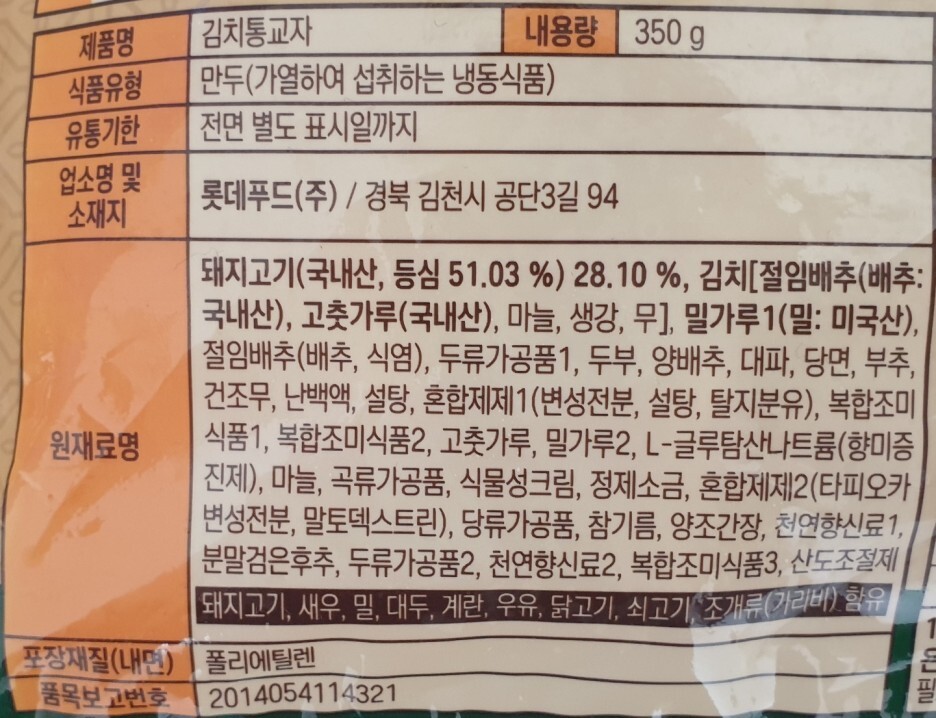 제품명 김치통교자 내용량 350 g
식품유형 만두(가열하여 섭취하는 냉동식품)
유통기한 전면 별도 표시일까지
업소명 및
소재지
롯데푸드(주) / 경북 김천시 공단3길 94
원재료명
돼지고기(국내산, 등심 51.03 %) 28.10 %, 김치[절임배추(배추:
국내산), 고춧가루(국내산), 마늘, 생강, 무], 밀가루1(밀: 미국산),
절임배추(배추, 식염), 두류가공품1, 두부, 양배추, 대파, 당면, 부추,
건조무, 난백액, 설탕, 혼합제제1(변성전분, 설탕, 탈지분유), 복합조미
식품1, 복합조미식품2, 고춧가루, 밀가루2, L-글루탐산나트륨(향미증
진제), 마늘, 곡류가공품, 식물성크림, 정제소금, 혼합제제2(타피오카
변성전분, 말토덱스트린), 당류가공품, 참기름, 양조간장, 천연향신료1,
분말검은후추, 두류가공품2, 천연향신료2, 복합조미식품3, 산도조절제
돼지고기, 새우, 밀, 대두, 계란, 우유, 닭고기, 쇠고기, 조개류(가리비) 함유
포장재질(내면) 폴리에틸렌
품목보고번호 2014054114321